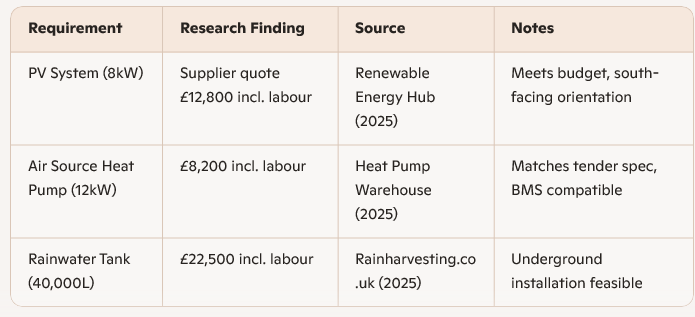 Requirement Research Finding Source Notes
PV System (8kW) Supplier quote Renewable Meets budget, south-
£12,800 incl. labour Energy Hub facing orientation
(2025)
Air Source Heat £8,200 incl. labour Heat Pump Matches tender spec,
Pump (12kW) Warehouse BMS compatible
(2025)
Rainwater Tank £22,500 incl. labour Rainharvesting.co Underground
(40,000L) .uk (2025) installation feasible